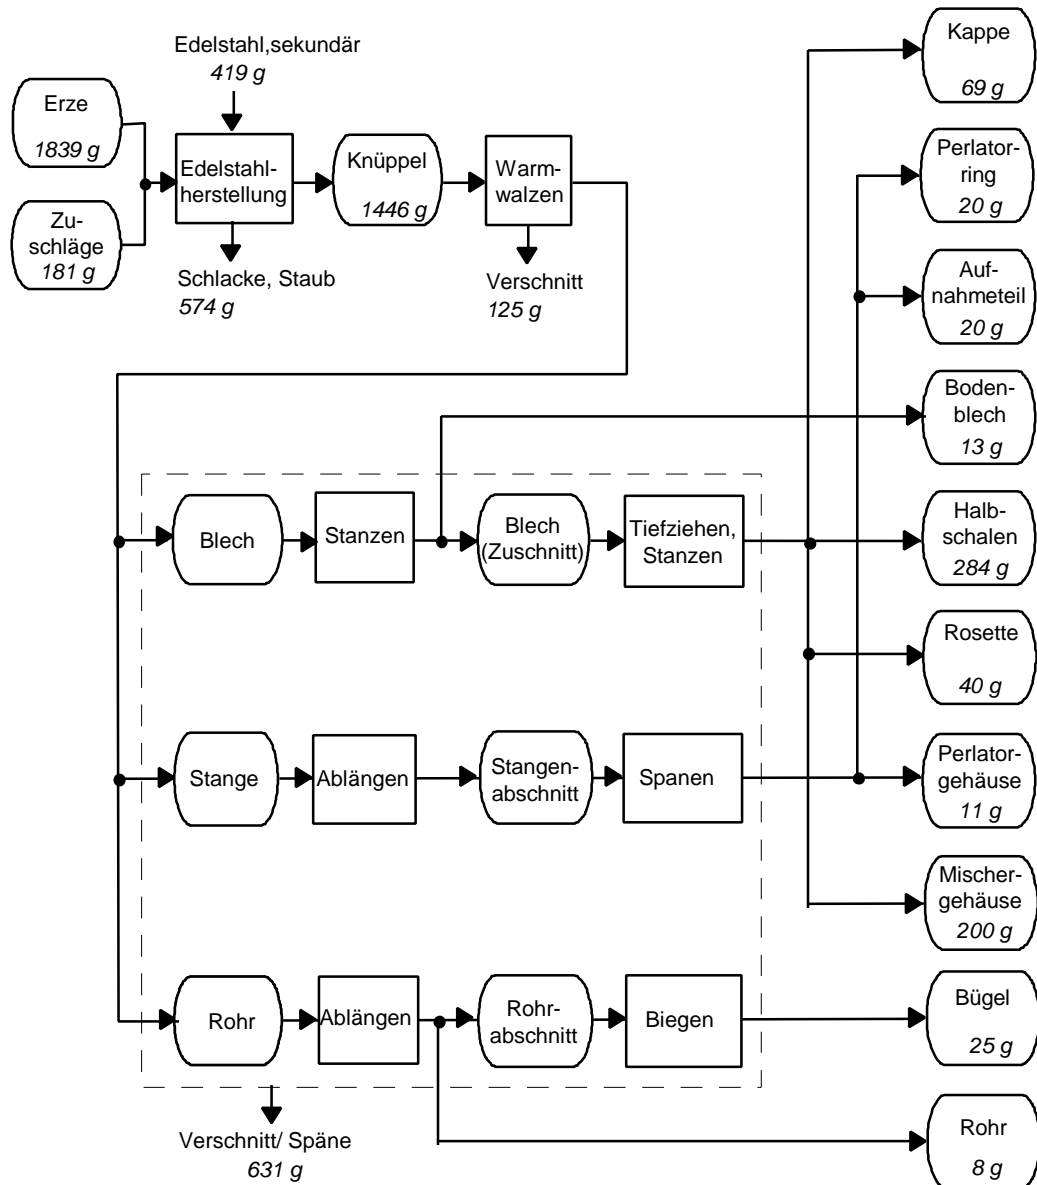 Edelstahl,sekundär
419 g
Erze
1839 g
Zu-
schläge
181 g
Edelstahl-
herstellung
Schlacke, Staub
574 g
Knüppel
1446 g
Warm-
walzen
Verschnitt
125 g
Kappe
69 g
Perlator-
ring
20 g
Auf-
nahmeteil
20 g
Boden-
blech
13 g
Blech
Stanzen
Blech
(Zuschnitt)
Tiefziehen,
Stanzen
Halb-
schalen
284 g
Rosette
40 g
Stange
Ablängen
Stangen-
abschnitt
Spanen
Perlator-
gehäuse
11 g
Mischer-
gehäuse
200 g
Rohr
Ablängen
Rohr-
abschnitt
Biegen
Bügel
25 g
Verschnitt/ Späne
631 g
Rohr
8 g